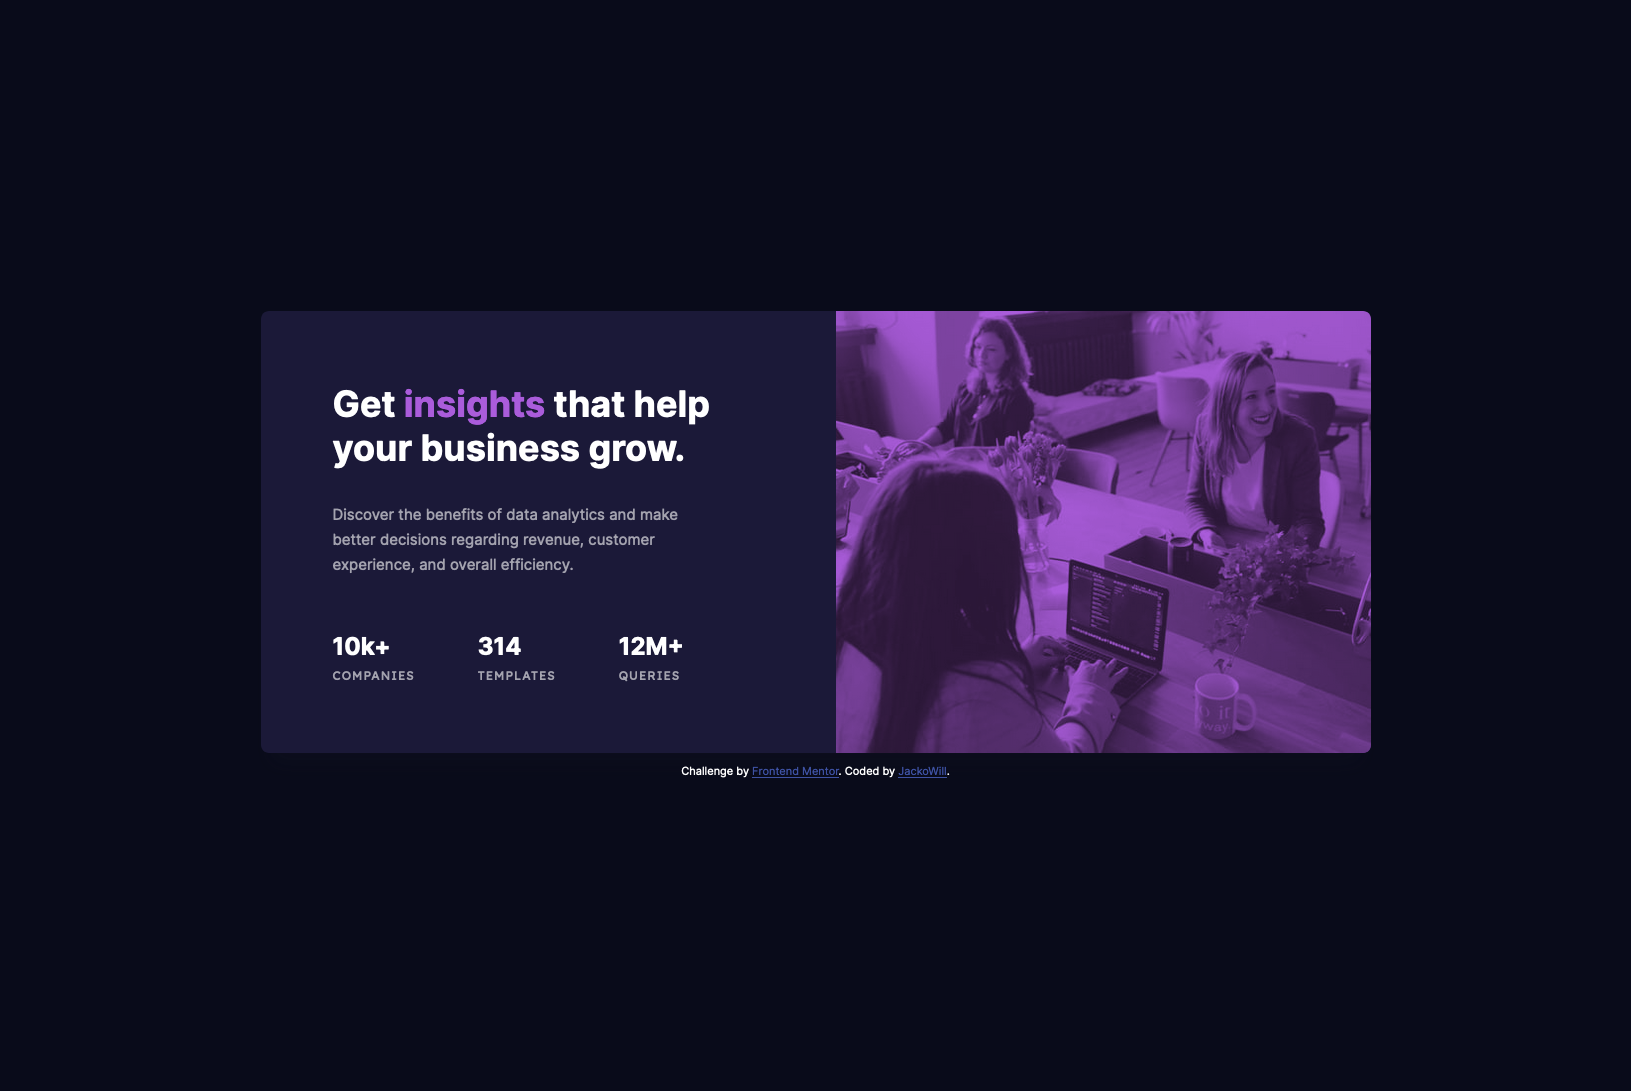 Get insights that help
your business grow.
Discover the benefits of data analytics and make
better decisions regarding revenue, customer
experience, and overall efficiency.
10k+ 314 12M+
COMPANIES TEMPLATES QUERIES
Challenge by Frontend Mentor. Coded by JackoWill.